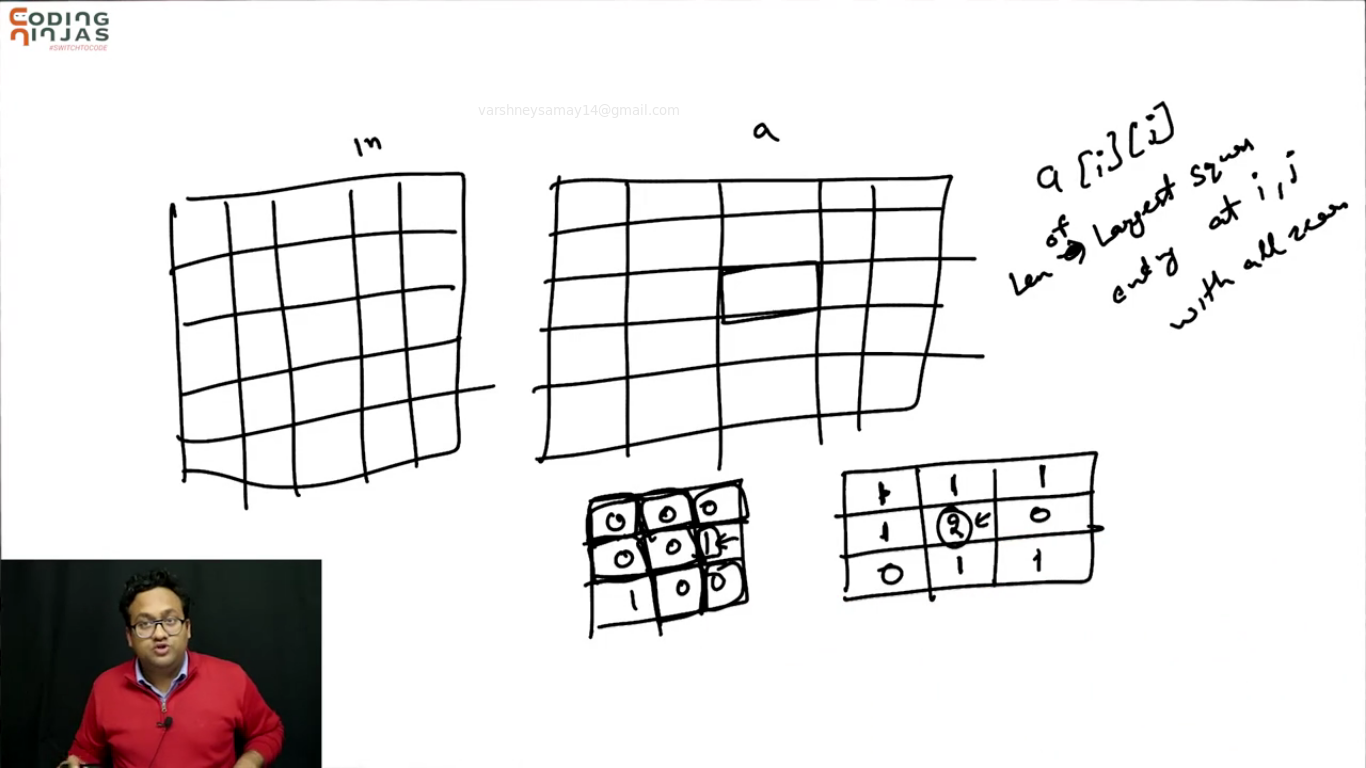 CODING
NINJAS
#SWITCHTOCODE
varshneysamay14@gmail.com
in
a
a[i][j]
Len of Largest square
ending at i,j
with all zeros
0 0 0
0 0 1
1 0 0
1 1 1
1 2 0
0 1 1